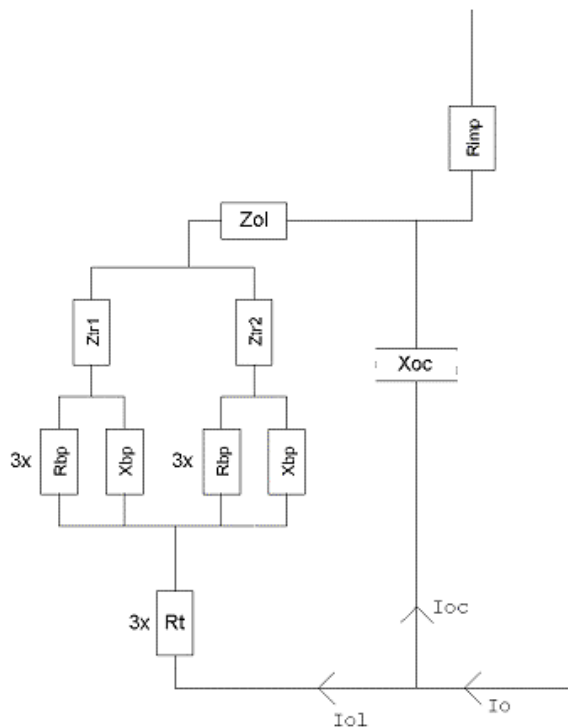 Rimp
Zol
Ztr1
Ztr2
Xoc
3x
Rbp
Xbp
3x
Rbp
Xbp
3x
Rt
Ioc
Iol
Io